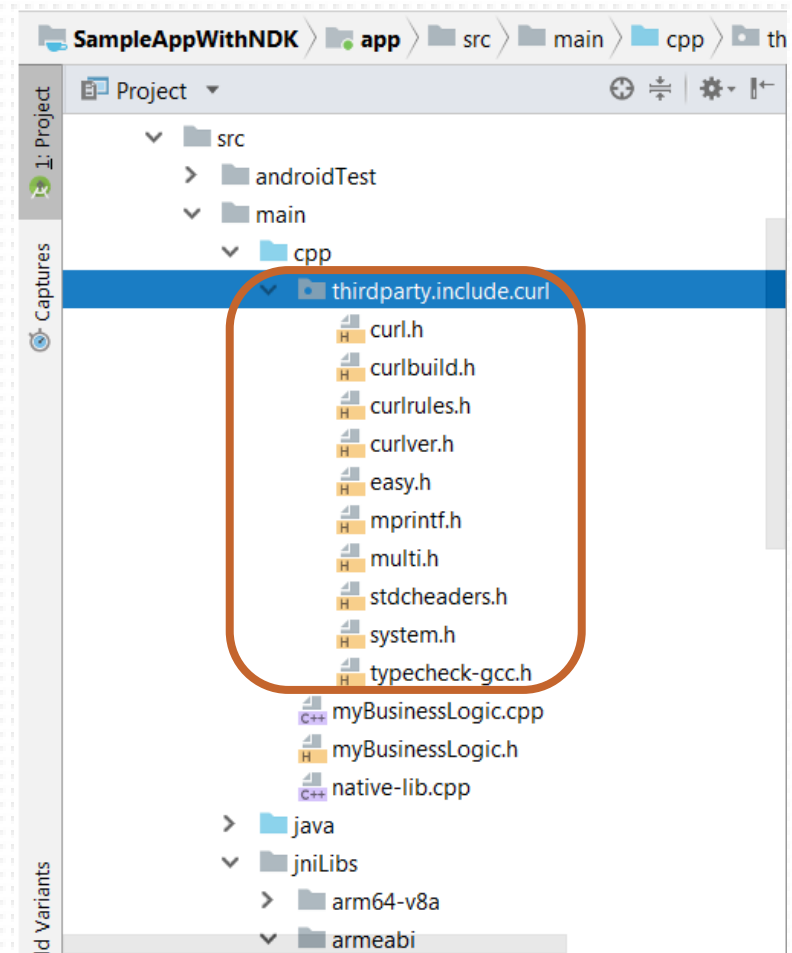 SampleAppWithNDK app src main cpp th
Project
1: Project
Captures
src
androidTest
main
cpp
thirdparty.include.curl
H curl.h
H curlbuild.h
H curlrules.h
H curlver.h
H easy.h
H mprintf.h
H multi.h
H stdcheaders.h
H system.h
H typecheck-gcc.h
C++ myBusinessLogic.cpp
H myBusinessLogic.h
C++ native-lib.cpp
java
jniLibs
arm64-v8a
armeabi
ld Variants